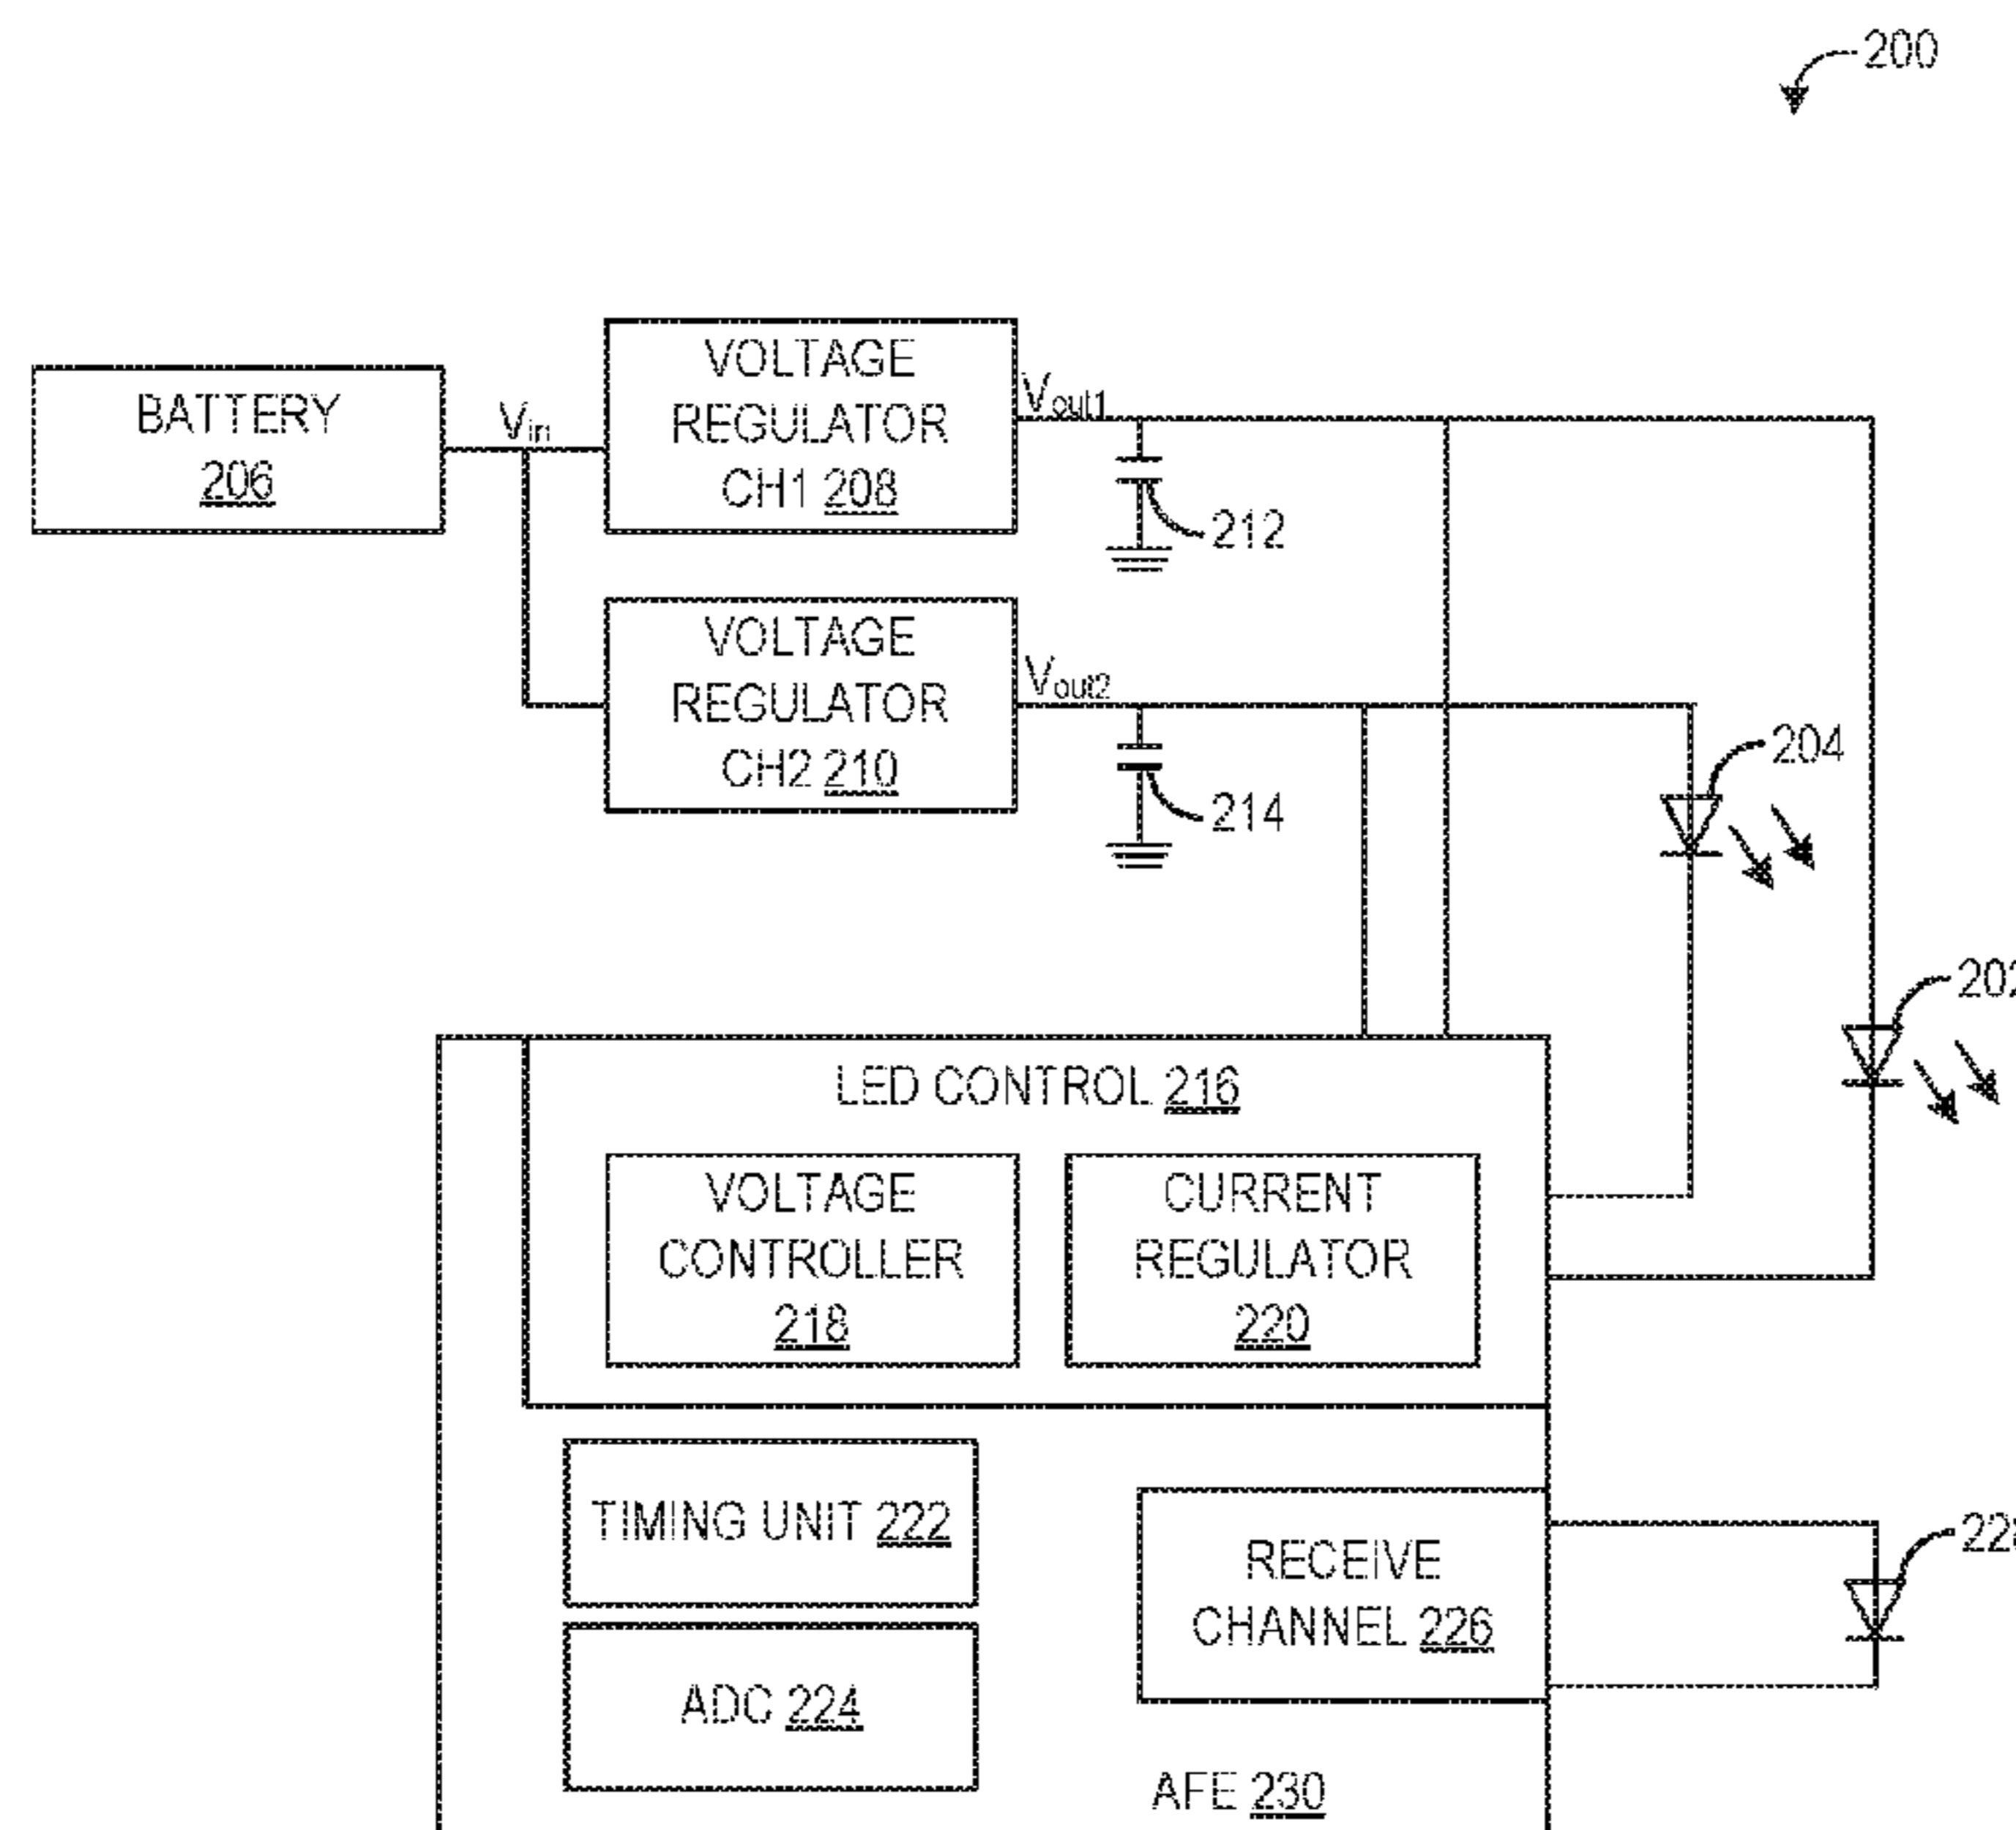 200
BATTERY
206
Vin
VOLTAGE
REGULATOR
CH1 208
Vout1
212
VOLTAGE
REGULATOR
CH2 210
Vout2
214
204
202
LED CONTROL 216
VOLTAGE
CONTROLLER
218
CURRENT
REGULATOR
220
TIMING UNIT 222
ADC 224
RECEIVE
CHANNEL 226
AFE 230